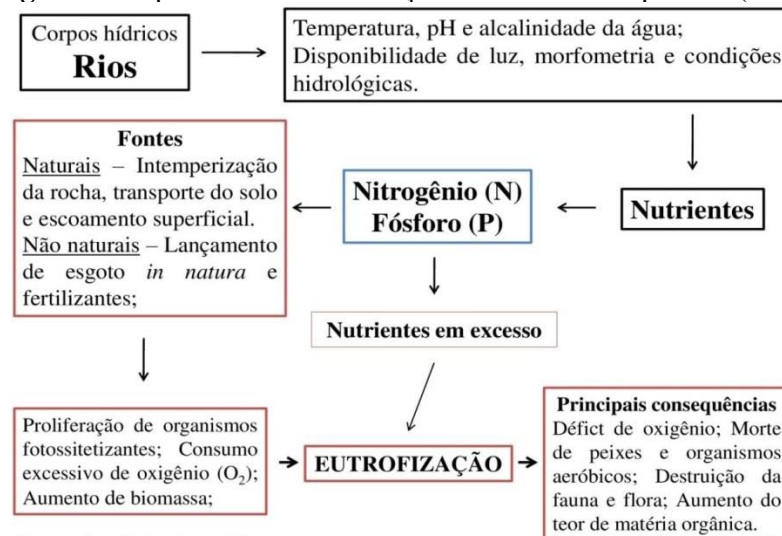 Corpos hídricos
Rios
Temperatura, pH e alcalinidade da água;
Disponibilidade de luz, morfometria e condições
hidrológicas.
Fontes
Naturais – Intemperização
da rocha, transporte do solo
e escoamento superficial.
Não naturais – Lançamento
de esgoto in natura e
fertilizantes;
Nitrogênio (N)
Fósforo (P)
Nutrientes
Nutrientes em excesso
Proliferação de organismos
fotossitetizantes; Consumo
excessivo de oxigênio (O₂);
Aumento de biomassa;
EUTROFIZAÇÃO
Principais consequências
Défict de oxigênio; Morte
de peixes e organismos
aeróbicos; Destruição da
fauna e flora; Aumento do
teor de matéria orgânica.